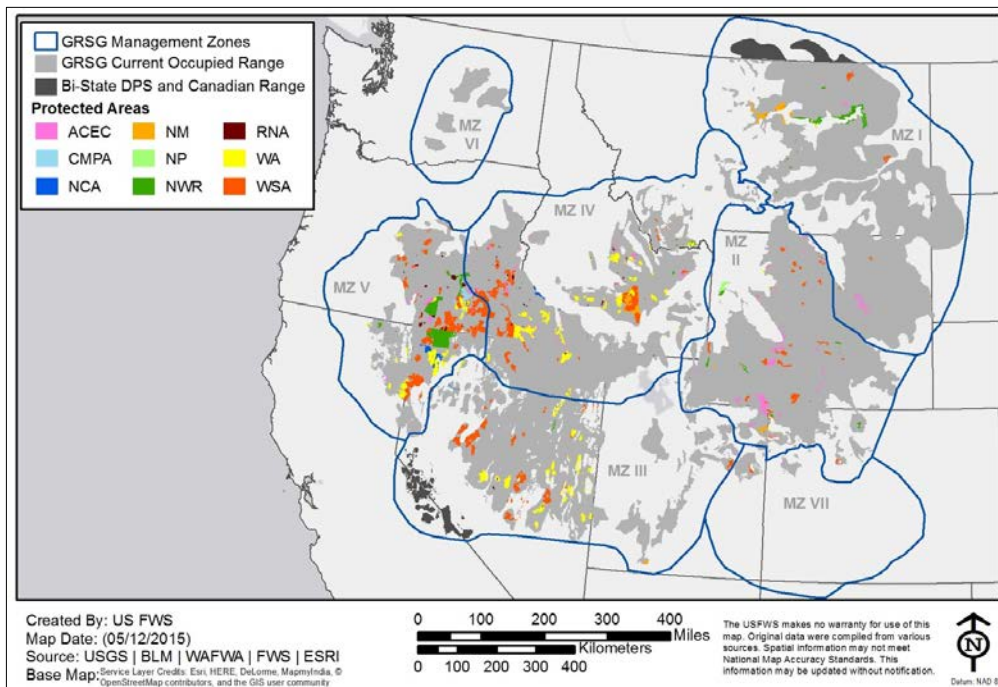 GRSG Management Zones
GRSG Current Occupied Range
Bi-State DPS and Canadian Range
Protected Areas
ACEC NM RNA
CMPA NP WA
NCA NWR WSA
MZ VI
MZ I
MZ IV
MZ II
MZ V
MZ III
MZ VII
Created By: US FWS
Map Date: (05/12/2015)
Source: USGS | BLM | WAFWA | FWS | ESRI
Base Map: Service Layer Credits: Esri, HERE, DeLorme, MapmyIndia, ©
OpenStreetMap contributors, and the GIS user community
0 100 200 300 400
Miles
Kilometers
0 100 200 300 400
The USFWS makes no warranty for use of this
map. Original data were compiled from various
sources. Spatial information may not meet
National Map Accuracy Standards. This
information may be updated without notification.
N
Datum: NAD 8